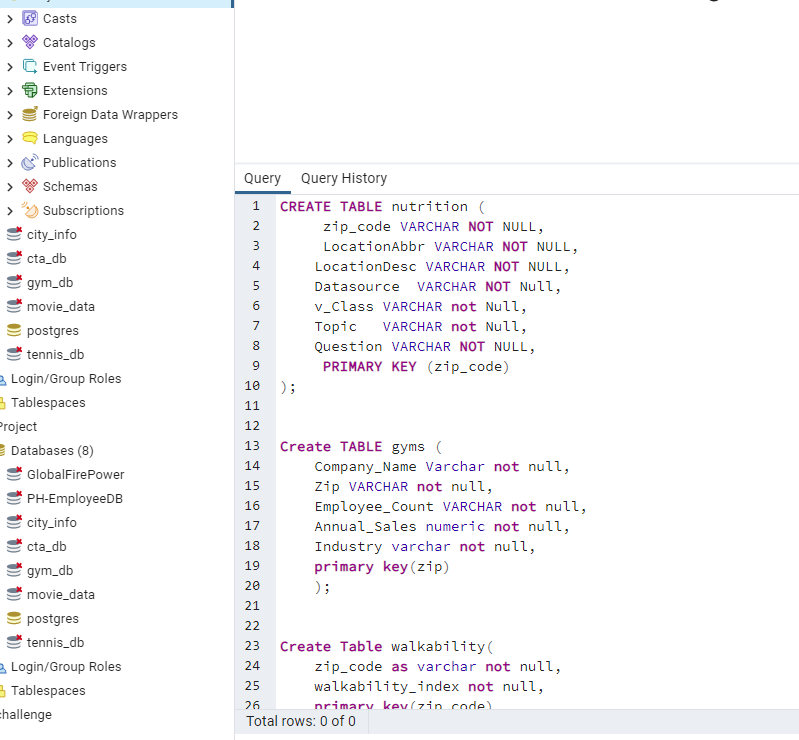 Casts
Catalogs
Event Triggers
Extensions
Foreign Data Wrappers
Languages
Publications
Schemas
Subscriptions
city_info
cta_db
gym_db
movie_data
postgres
tennis_db
Login/Group Roles
Tablespaces
Project
Databases (8)
GlobalFirePower
PH-EmployeeDB
city_info
cta_db
gym_db
movie_data
postgres
tennis_db
Login/Group Roles
Tablespaces
challenge
Query Query History
1 CREATE TABLE nutrition (
2 zip_code VARCHAR NOT NULL,
3 LocationAbbr VARCHAR NOT NULL,
4 LocationDesc VARCHAR NOT NULL,
5 Datasource VARCHAR NOT Null,
6 v_Class VARCHAR not Null,
7 Topic VARCHAR not Null,
8 Question VARCHAR NOT NULL,
9 PRIMARY KEY (zip_code)
10 );
11
12
13 Create TABLE gyms (
14 Company_Name Varchar not null,
15 Zip VARCHAR not null,
16 Employee_Count VARCHAR not null,
17 Annual_Sales numeric not null,
18 Industry varchar not null,
19 primary key(zip)
20 );
21
22
23 Create Table walkability(
24 zip_code as varchar not null,
25 walkability_index not null,
26 primary key(zip_code)
Total rows: 0 of 0